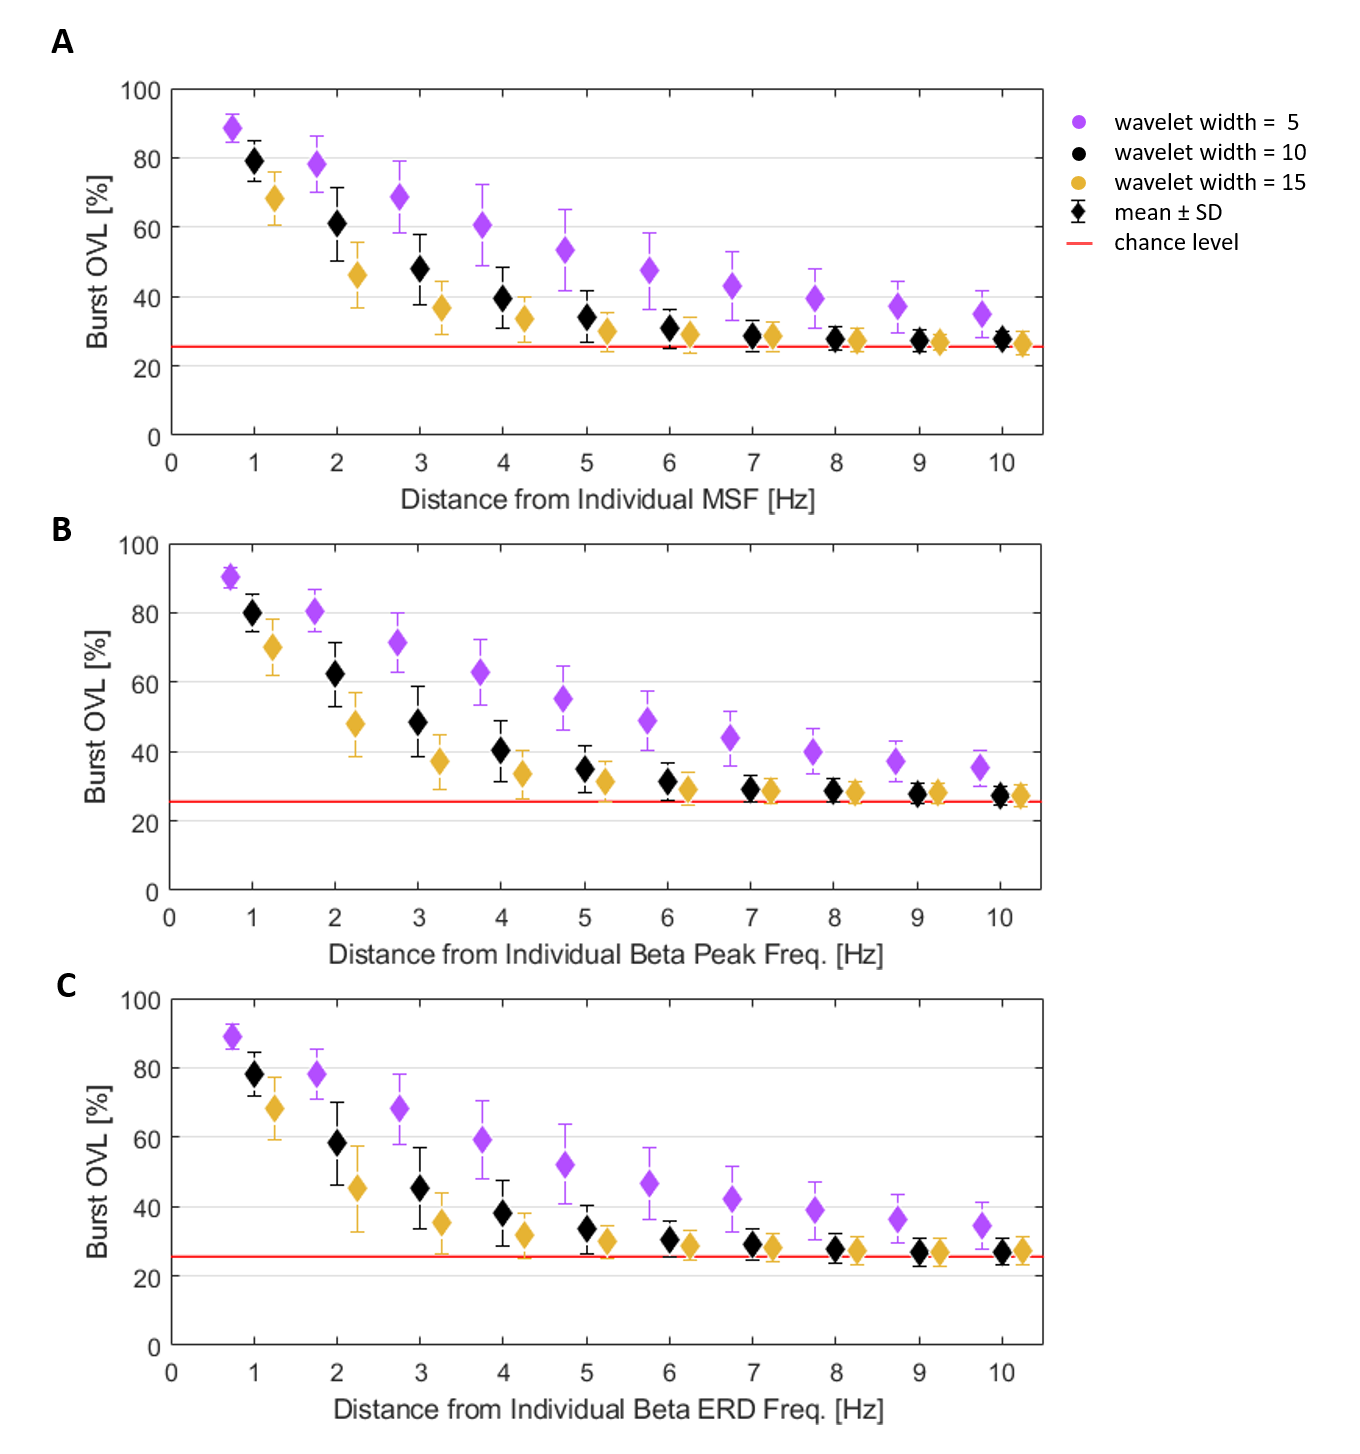 A
100
80
60
40
20
0
Burst OVL [%]
0 1 2 3 4 5 6 7 8 9 10
Distance from Individual MSF [Hz]
wavelet width = 5
wavelet width = 10
wavelet width = 15
mean ± SD
chance level
B
100
80
60
40
20
0
Burst OVL [%]
0 1 2 3 4 5 6 7 8 9 10
Distance from Individual Beta Peak Freq. [Hz]
C
100
80
60
40
20
0
Burst OVL [%]
0 1 2 3 4 5 6 7 8 9 10
Distance from Individual Beta ERD Freq. [Hz]